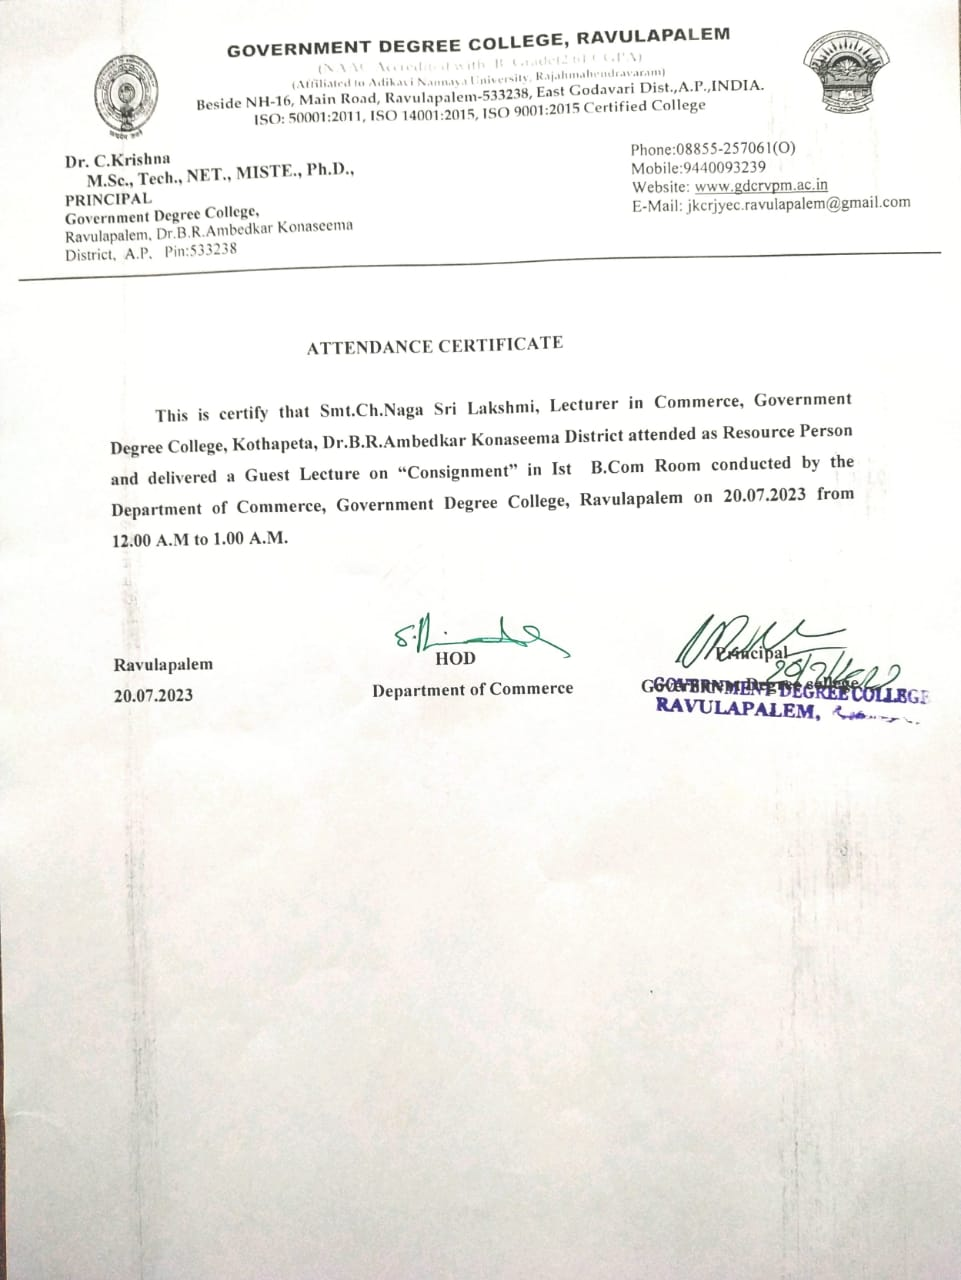 GOVERNMENT DEGREE COLLEGE, RAVULAPALEM
(NAAC Accredited with B Grade(2.61 CGPA)
(Affiliated to Adikavi Nannaya University, Rajahmahendravaram)
Beside NH-16, Main Road, Ravulapalem-533238, East Godavari Dist.,A.P.,INDIA.
ISO: 50001:2011, ISO 14001:2015, ISO 9001:2015 Certified College
Dr. C.Krishna
M.Sc., Tech., NET., MISTE., Ph.D.,
PRINCIPAL
Government Degree College,
Ravulapalem, Dr.B.R.Ambedkar Konaseema
District, A.P, Pin:533238
Phone:08855-257061(O)
Mobile:9440093239
Website: www.gdcrvpm.ac.in
E-Mail: jkcrjyec.ravulapalem@gmail.com
ATTENDANCE CERTIFICATE
This is certify that Smt.Ch.Naga Sri Lakshmi, Lecturer in Commerce, Government
Degree College, Kothapeta, Dr.B.R.Ambedkar Konaseema District attended as Resource Person
and delivered a Guest Lecture on “Consignment” in Ist B.Com Room conducted by the
Department of Commerce, Government Degree College, Ravulapalem on 20.07.2023 from
12.00 A.M to 1.00 A.M.
Ravulapalem
20.07.2023
HOD
Department of Commerce
Principal
GOVERNMENT DEGREE COLLEGE
RAVULAPALEM,